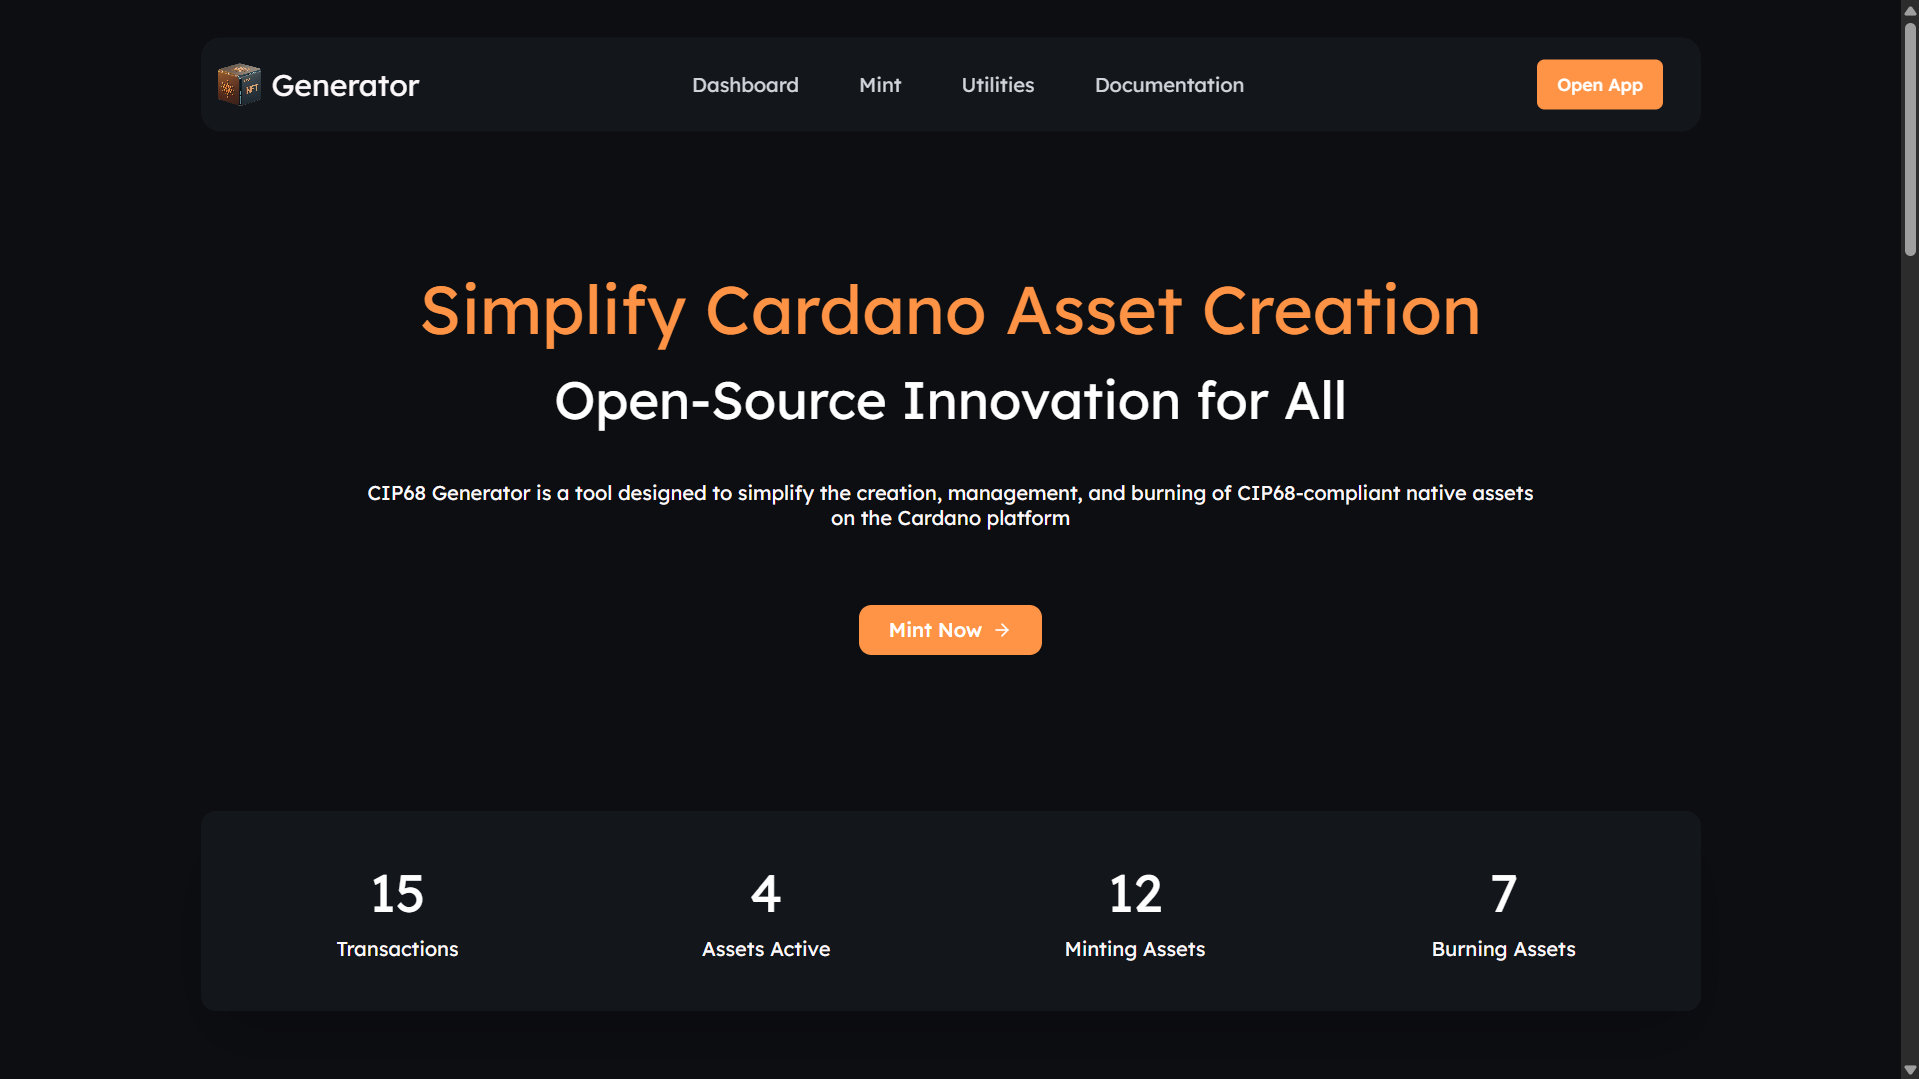 NFT
Generator
Dashboard
Mint
Utilities
Documentation
Open App
Simplify Cardano Asset Creation
Open-Source Innovation for All
CIP68 Generator is a tool designed to simplify the creation, management, and burning of CIP68-compliant native assets
on the Cardano platform
Mint Now →
15
Transactions
4
Assets Active
12
Minting Assets
7
Burning Assets